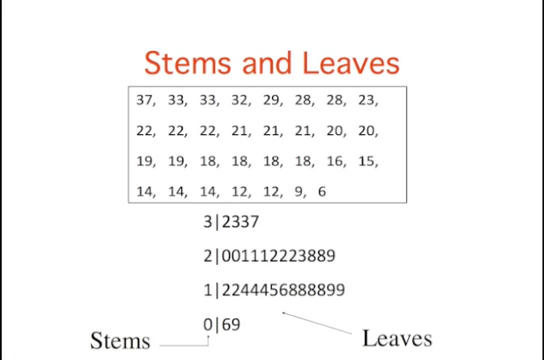 Stems and Leaves
37, 33, 33, 32, 29, 28, 28, 23,
22, 22, 22, 21, 21, 21, 20, 20,
19, 19, 18, 18, 18, 18, 16, 15,
14, 14, 14, 12, 12, 9, 6
3|2337
2|001112223889
1|2244456888899
0|69
Stems
Leaves